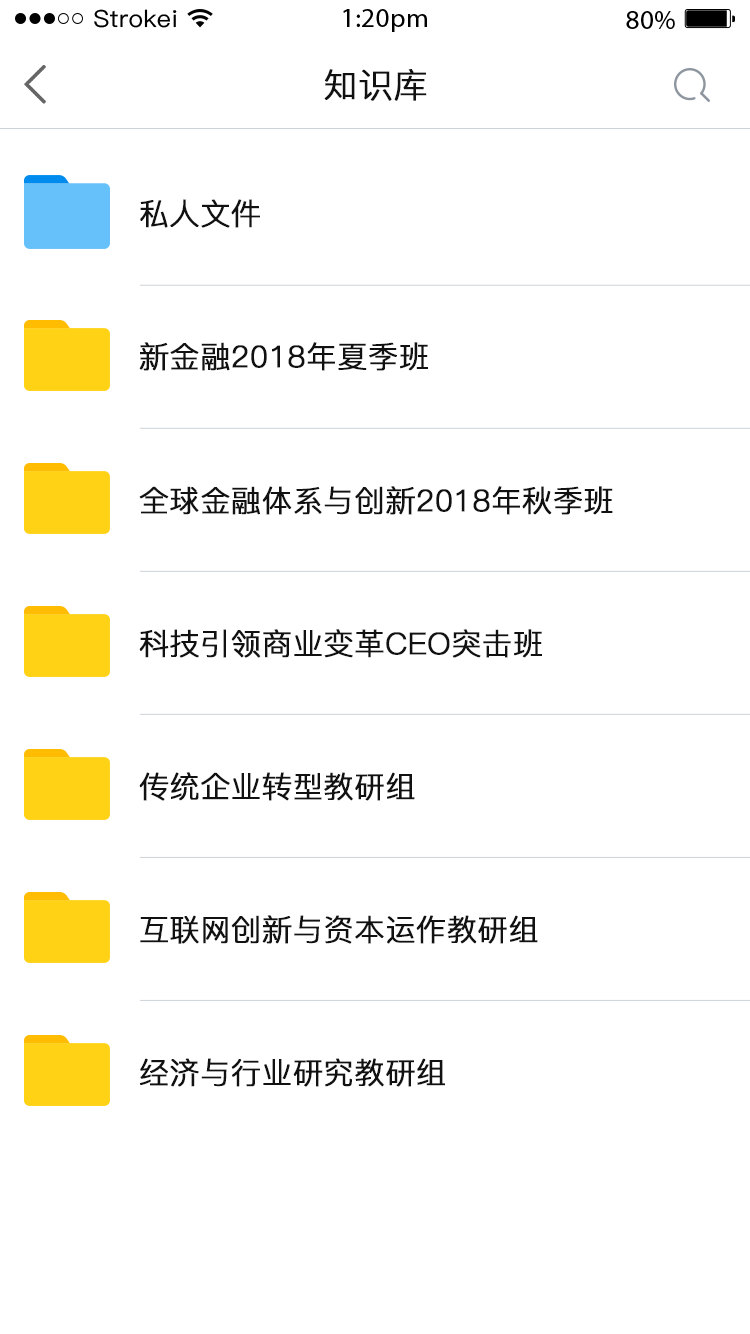 Strokei 1:20pm 80%
知识库
私人文件
新金融2018年夏季班
全球金融体系与创新2018年秋季班
科技引领商业变革CEO突击班
传统企业转型教研组
互联网创新与资本运作教研组
经济与行业研究教研组